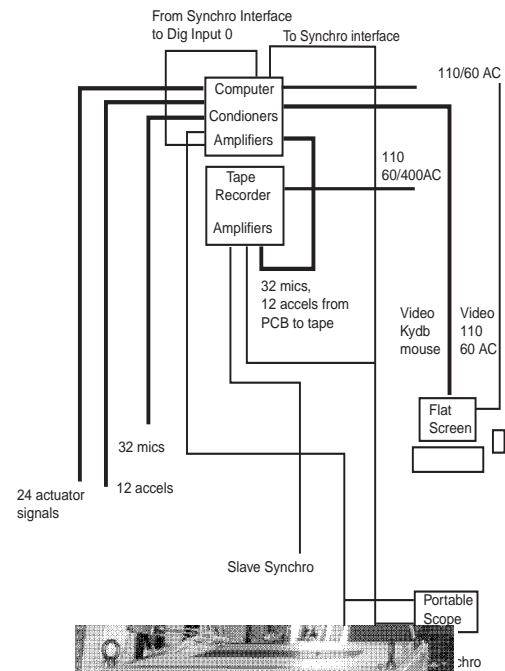 From Synchro Interface
to Dig Input 0
To Synchro interface
110/60 AC
Computer
Condioners
Amplifiers
110
60/400AC
Tape
Recorder
Amplifiers
32 mics,
12 accels from
PCB to tape
Video
Kydb
mouse
Video
110
60 AC
Flat
Screen
32 mics
12 accels
24 actuator
signals
Slave Synchro
Portable
Scope
chro